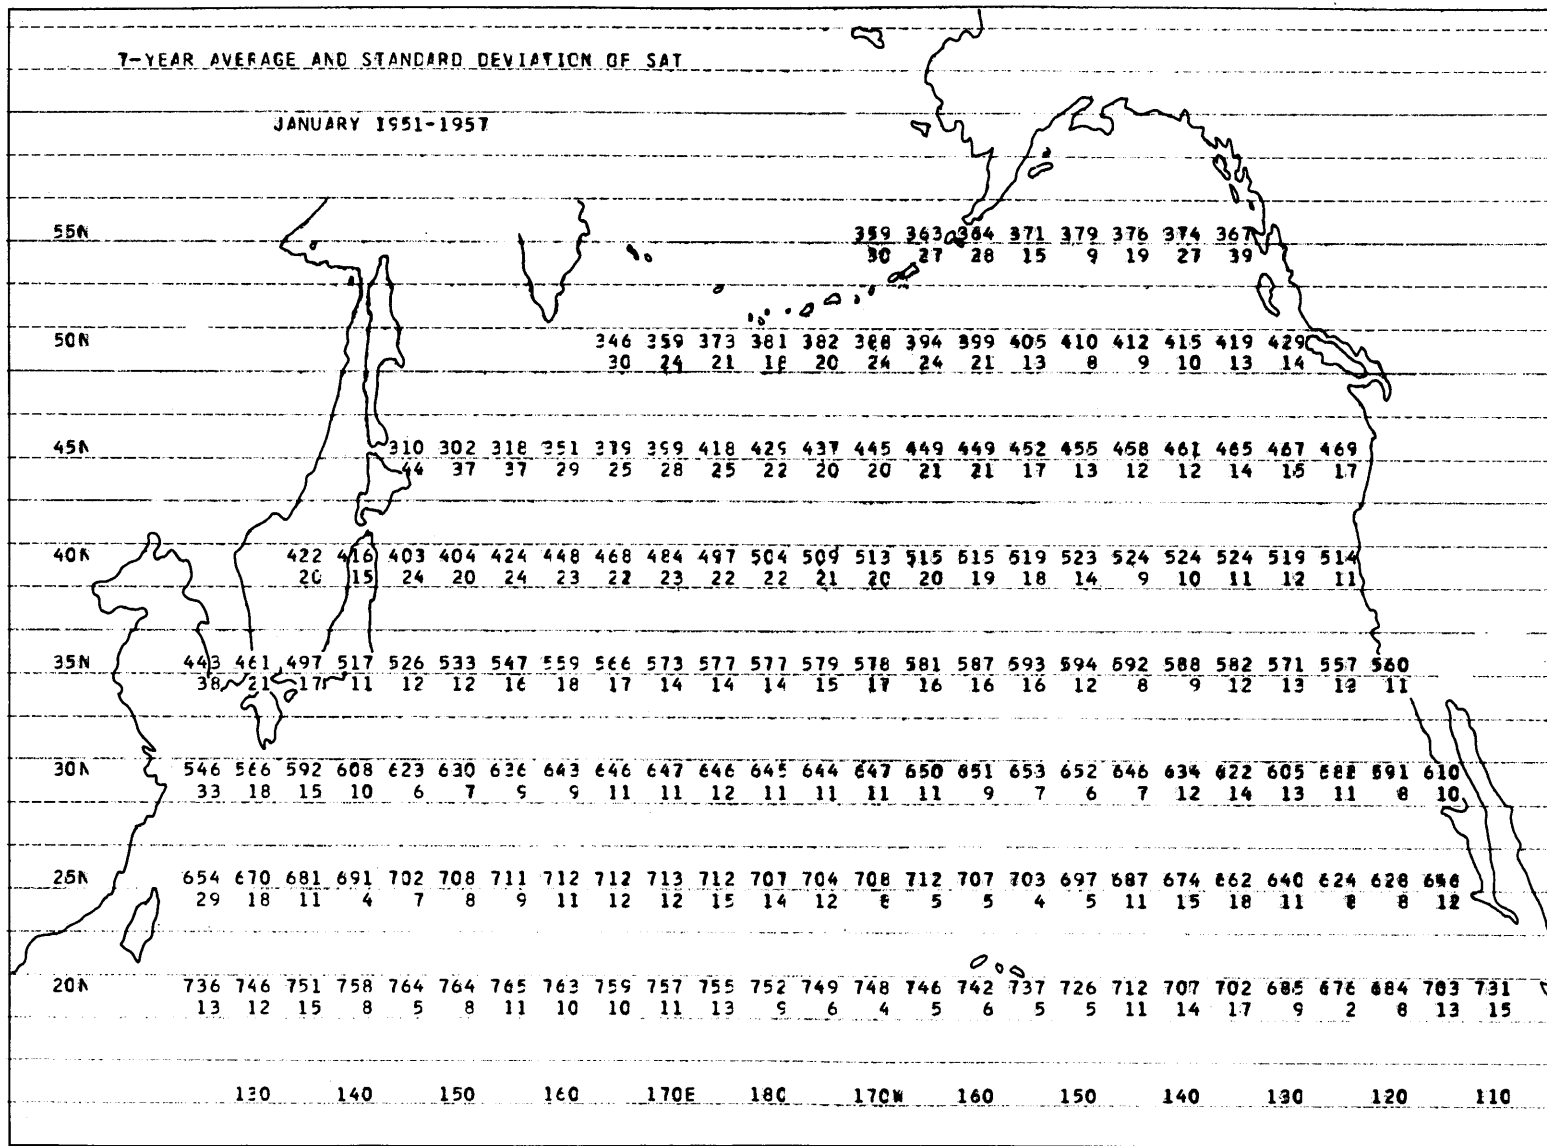 7-YEAR AVERAGE AND STANDARD DEVIATION OF SAT
JANUARY 1951-1957
55N 359 363 364 371 379 376 374 367
30 27 28 15 9 19 27 39
50N 346 359 373 381 382 388 394 399 405 410 412 415 419 429
30 24 21 18 20 24 24 21 13 8 9 10 13 14
45N 310 302 318 351 379 399 418 429 437 445 449 449 452 455 458 461 465 467 469
44 37 37 29 25 28 25 22 20 20 21 21 17 13 12 12 14 15 17
40N 422 416 403 404 424 448 468 484 497 504 509 513 515 515 519 523 524 524 524 519 514
20 15 24 20 24 23 22 23 22 22 21 20 20 19 18 14 9 10 11 12 11
35N 443 461 497 517 526 533 547 559 566 573 577 577 579 578 581 587 593 594 592 588 582 571 557 560
38 21 17 11 12 12 16 18 17 14 14 14 15 17 16 16 16 12 8 9 12 13 11
30N 546 566 592 608 623 630 636 643 646 647 646 645 644 647 650 651 653 652 646 634 622 605 591 610
33 18 15 10 6 7 9 9 11 11 12 11 11 11 11 9 7 6 7 12 14 13 11 8 10
25N 654 670 681 691 702 708 711 712 712 713 712 707 704 708 712 707 703 697 687 674 662 640 624 628
29 18 11 4 7 8 9 11 12 12 15 14 12 5 5 4 5 11 15 18 11 8 12
20N 736 746 751 758 764 764 765 763 759 757 755 752 749 748 746 742 737 726 712 707 702 685 676 684 703 731
13 12 15 8 5 8 11 10 10 11 13 9 6 4 5 6 5 5 11 14 17 9 2 8 13 15
130 140 150 160 170E 180 170W 160 150 140 130 120 110